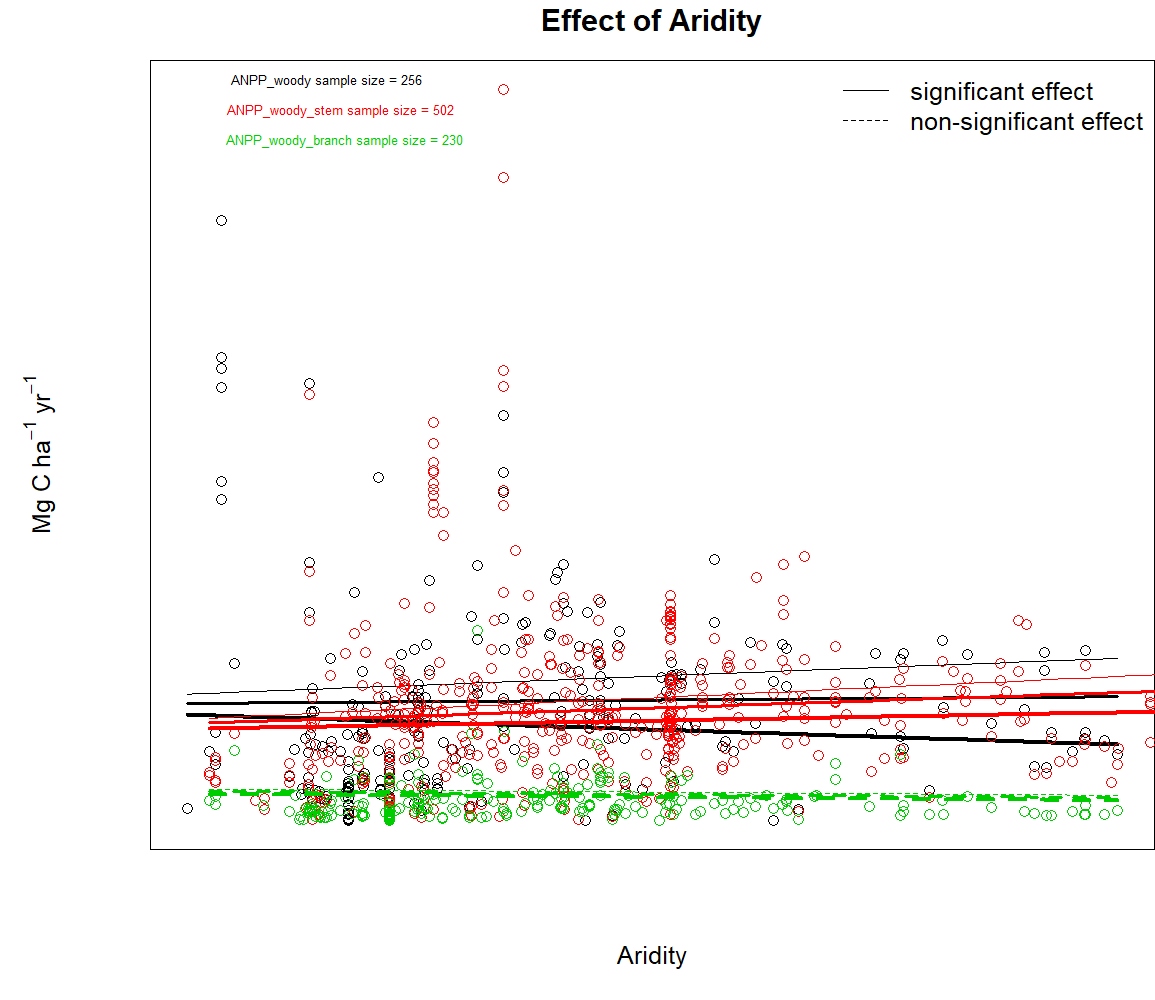 Effect of Aridity
ANPP_woody sample size = 256
ANPP_woody_stem sample size = 502
ANPP_woody_branch sample size = 230
significant effect
non-significant effect
Mg C ha⁻¹ yr⁻¹
Aridity